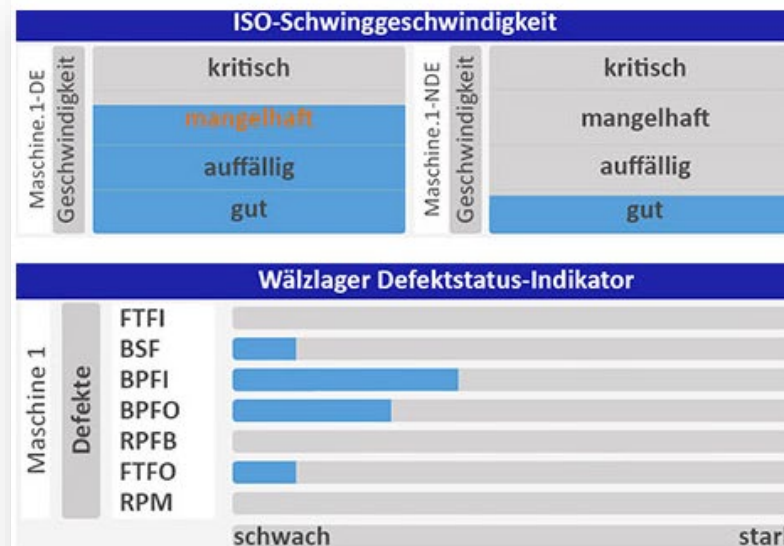 ISO-Schwinggeschwindigkeit
Maschine.1-DE
Geschwindigkeit
kritisch
mangelhaft
auffällig
gut
Maschine.1-NDE
Geschwindigkeit
kritisch
mangelhaft
auffällig
gut
Wälzlager Defektstatus-Indikator
Maschine 1
Defekte
FTFI
BSF
BPFI
BPFO
RPFB
FTFO
RPM
schwach